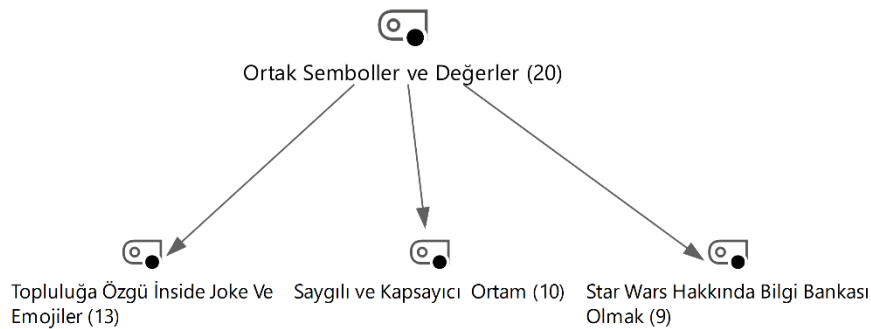 Ortak Semboller ve Değerler (20)
Topluluğa Özgü İnside Joke Ve
Emojiler (13)
Saygılı ve Kapsayıcı Ortam (10)
Star Wars Hakkında Bilgi Bankası
Olmak (9)